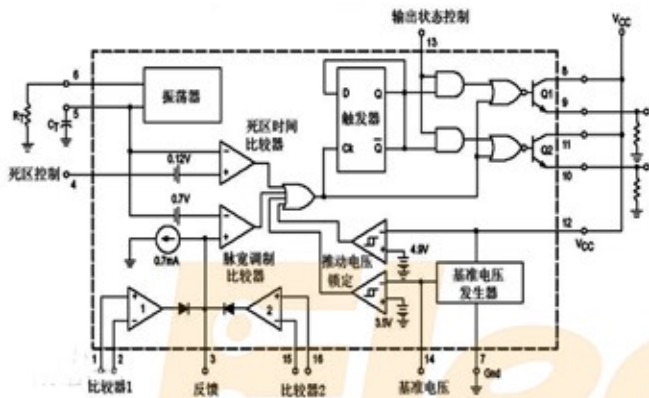 输出状态控制
VCC
13
6
RT
CT
5
振荡器
D
Q
触发器
Ck
Q
Q1
8
9
Q2
11
10
死区时间
比较器
死区控制
4
0.12V
0.7V
0.7mA
脉宽调制
比较器
推动电压
锁定
4.9V
3.5V
12
VCC
基准电压
发生器
1
2
1
2
3
15
16
14
7
Gnd
比较器1
反馈
比较器2
基准电压
Elec